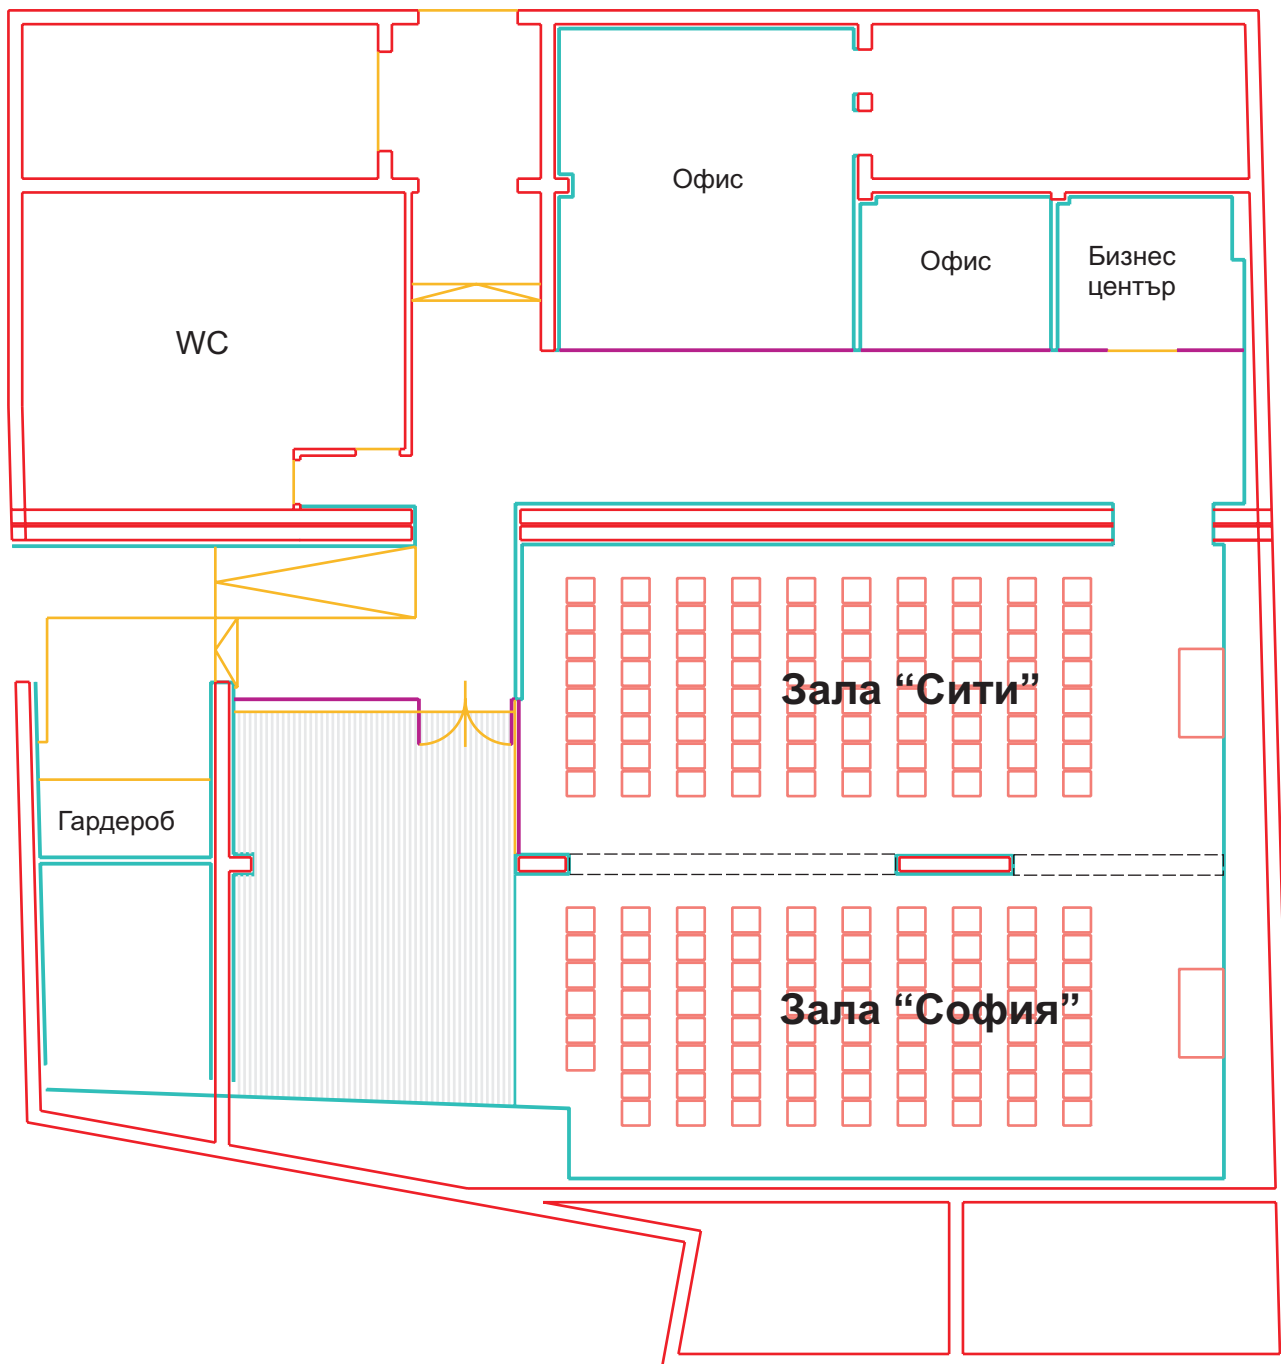 Офис
Офис
Бизнес
център
WC
Зала “Сити”
Гардероб
Зала “София”